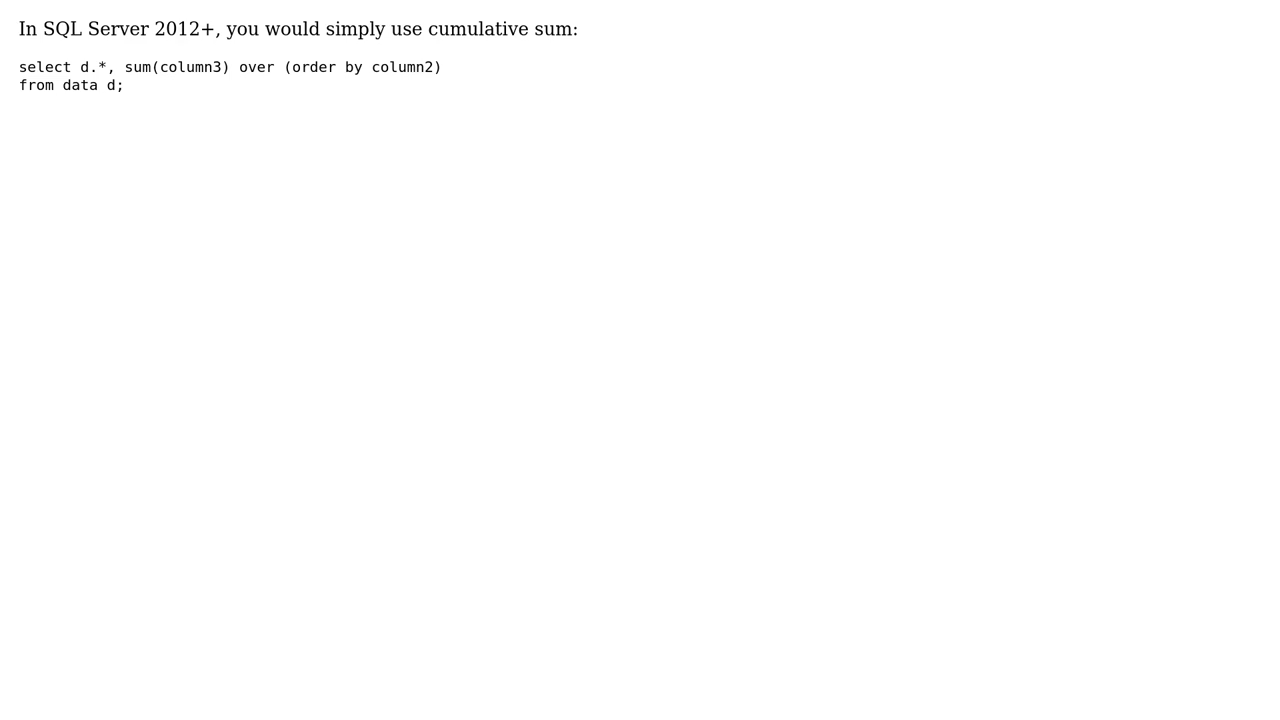 In SQL Server 2012+, you would simply use cumulative sum:
select d.*, sum(column3) over (order by column2)
from data d;